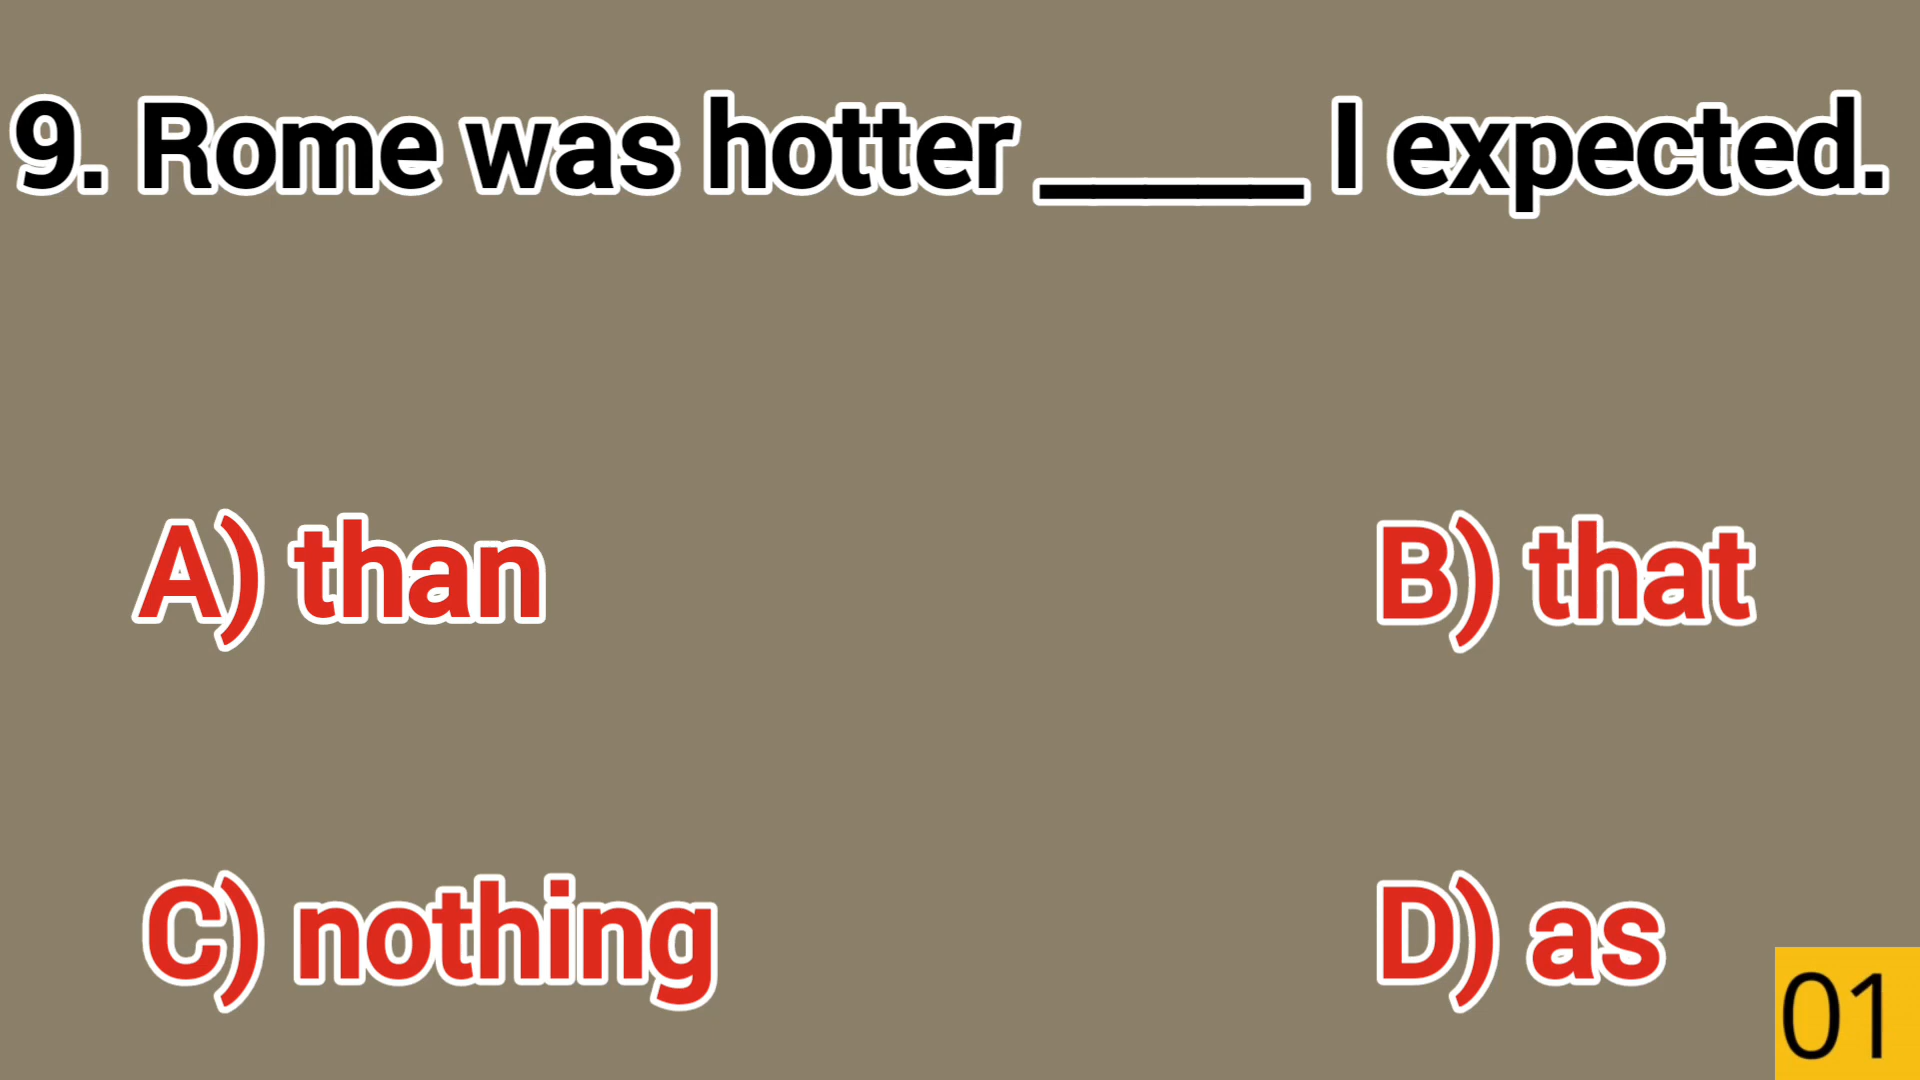 9. Rome was hotter _____ I expected.
A) than
B) that
C) nothing
D) as
01